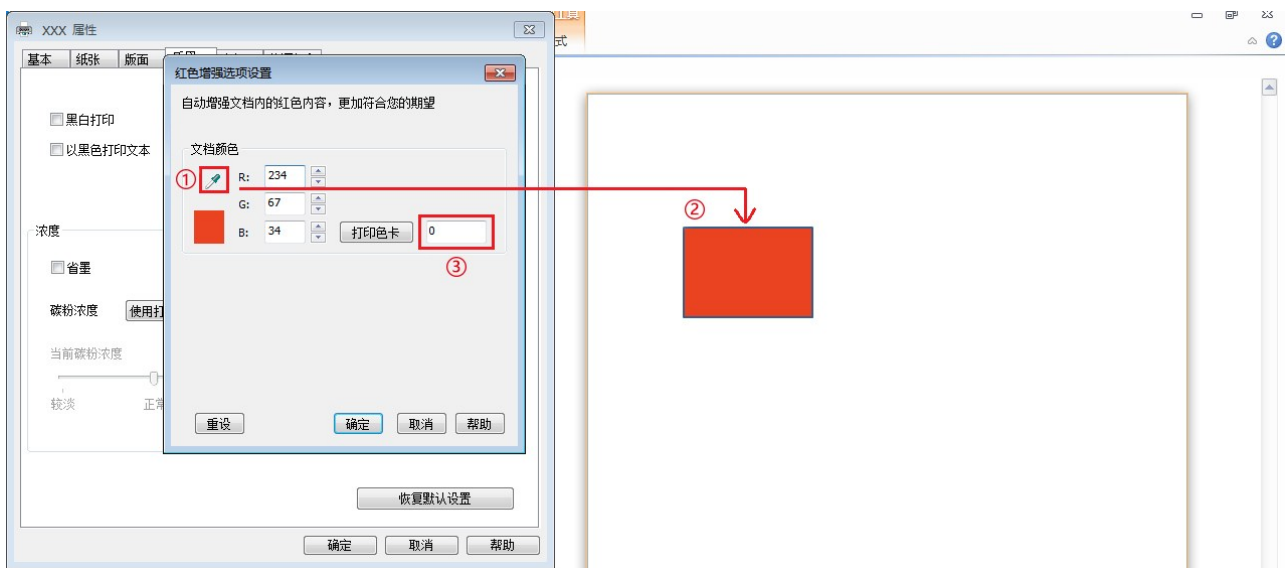 XXX 属性
工具
式
基本 纸张 版面
红色增强选项设置
自动增强文档内的红色内容，更加符合您的期望
黑白打印
以黑色打印文本
文档颜色
① R: 234
G: 67
B: 34 打印色卡 0
②
③
浓度
省墨
碳粉浓度 使用打
当前碳粉浓度
较淡 正常
重设 确定 取消 帮助
恢复默认设置
确定 取消 帮助